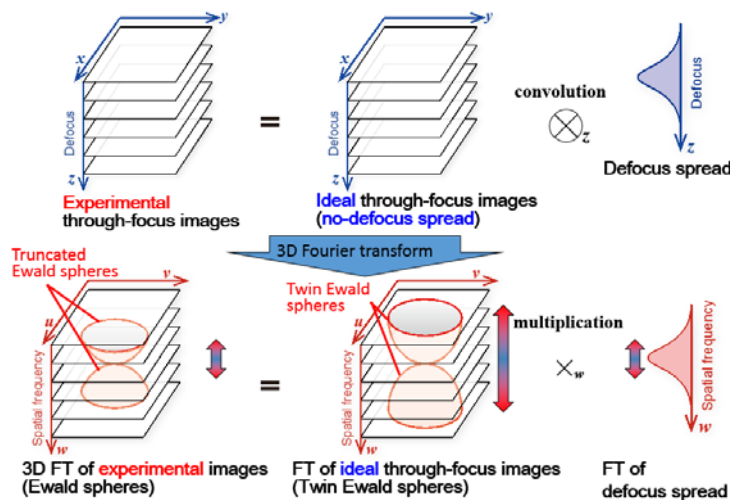 y
x
Defocus
z
Experimental
through-focus images
=
y
x
Defocus
z
Ideal through-focus images
(no-defocus spread)
convolution
z
Defocus
z
Defocus spread
3D Fourier transform
Truncated
Ewald spheres
v
u
Spatial frequency
w
3D FT of experimental images
(Ewald spheres)
=
Twin Ewald
spheres
v
u
Spatial frequency
w
FT of ideal through-focus images
(Twin Ewald spheres)
multiplication
×w
Spatial frequency
w
FT of
defocus spread